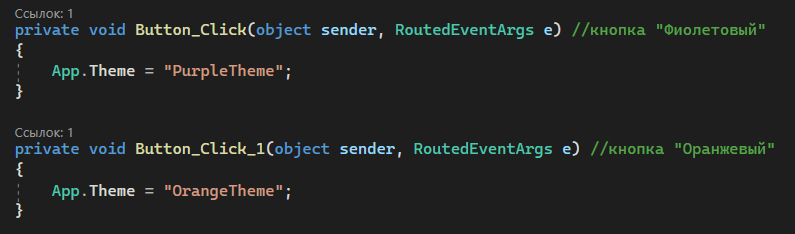 Ссылок: 1
private void Button_Click(object sender, RoutedEventArgs e) //кнопка "Фиолетовый"
{
App.Theme = "PurpleTheme";
}
Ссылок: 1
private void Button_Click_1(object sender, RoutedEventArgs e) //кнопка "Оранжевый"
{
App.Theme = "OrangeTheme";
}